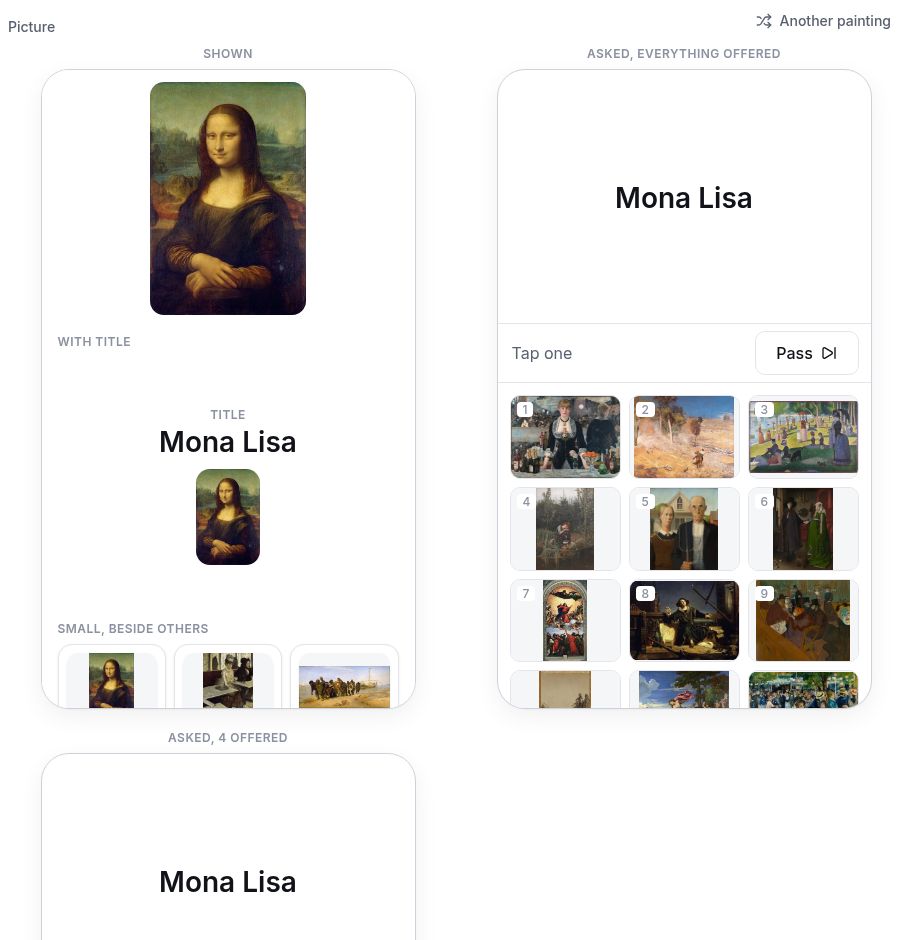 Picture
Another painting
SHOWN
WITH TITLE
TITLE
Mona Lisa
SMALL, BESIDE OTHERS
ASKED, EVERYTHING OFFERED
Mona Lisa
Tap one
Pass
1
2
3
4
5
6
7
8
9
ASKED, 4 OFFERED
Mona Lisa